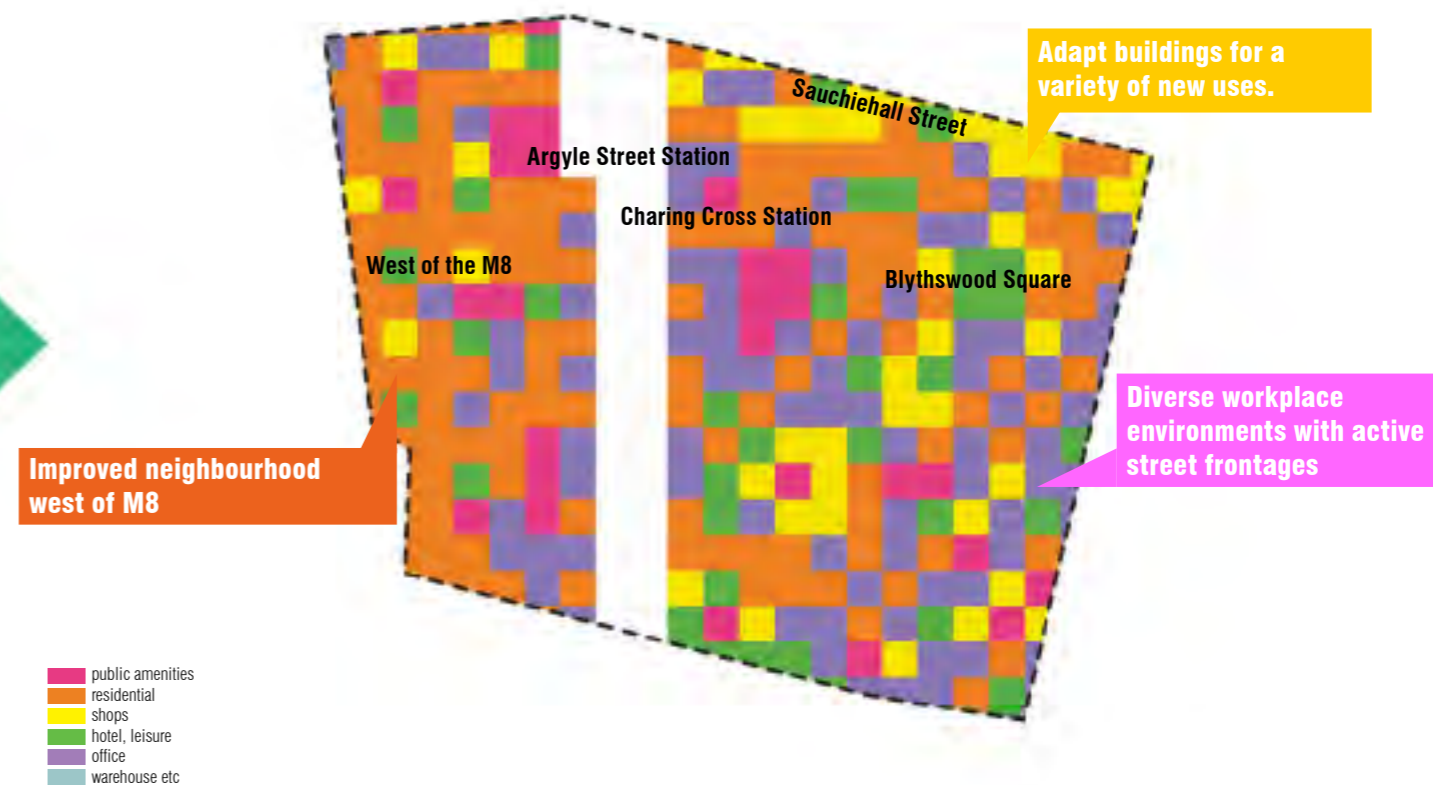 Adapt buildings for a
variety of new uses.
Sauchiehall Street
Argyle Street Station
Charing Cross Station
West of the M8
Blythswood Square
Diverse workplace
environments with active
street frontages
Improved neighbourhood
west of M8
public amenities
residential
shops
hotel, leisure
office
warehouse etc